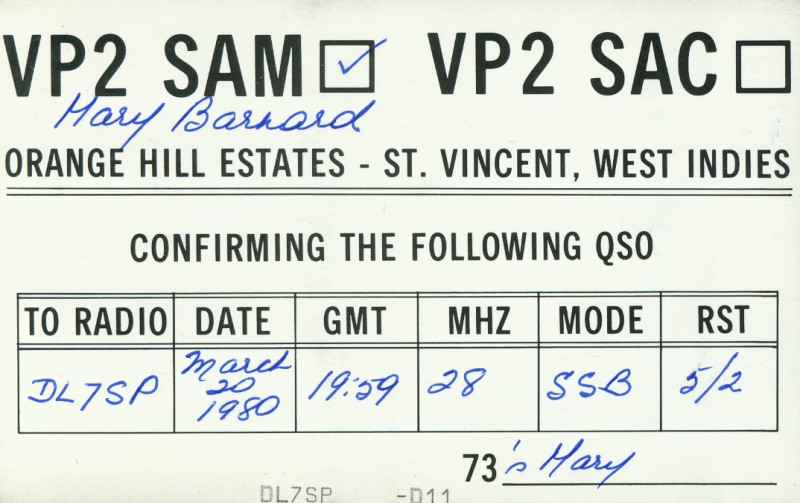 VP2 SAM ☑ VP2 SAC ☐
Mary Barnard
ORANGE HILL ESTATES - ST. VINCENT, WEST INDIES
CONFIRMING THE FOLLOWING QSO
TO RADIO DATE GMT MHZ MODE RST
DL7SP March 20 1980 19:59 28 SSB 5/2
73's Mary
DL7SP -D11